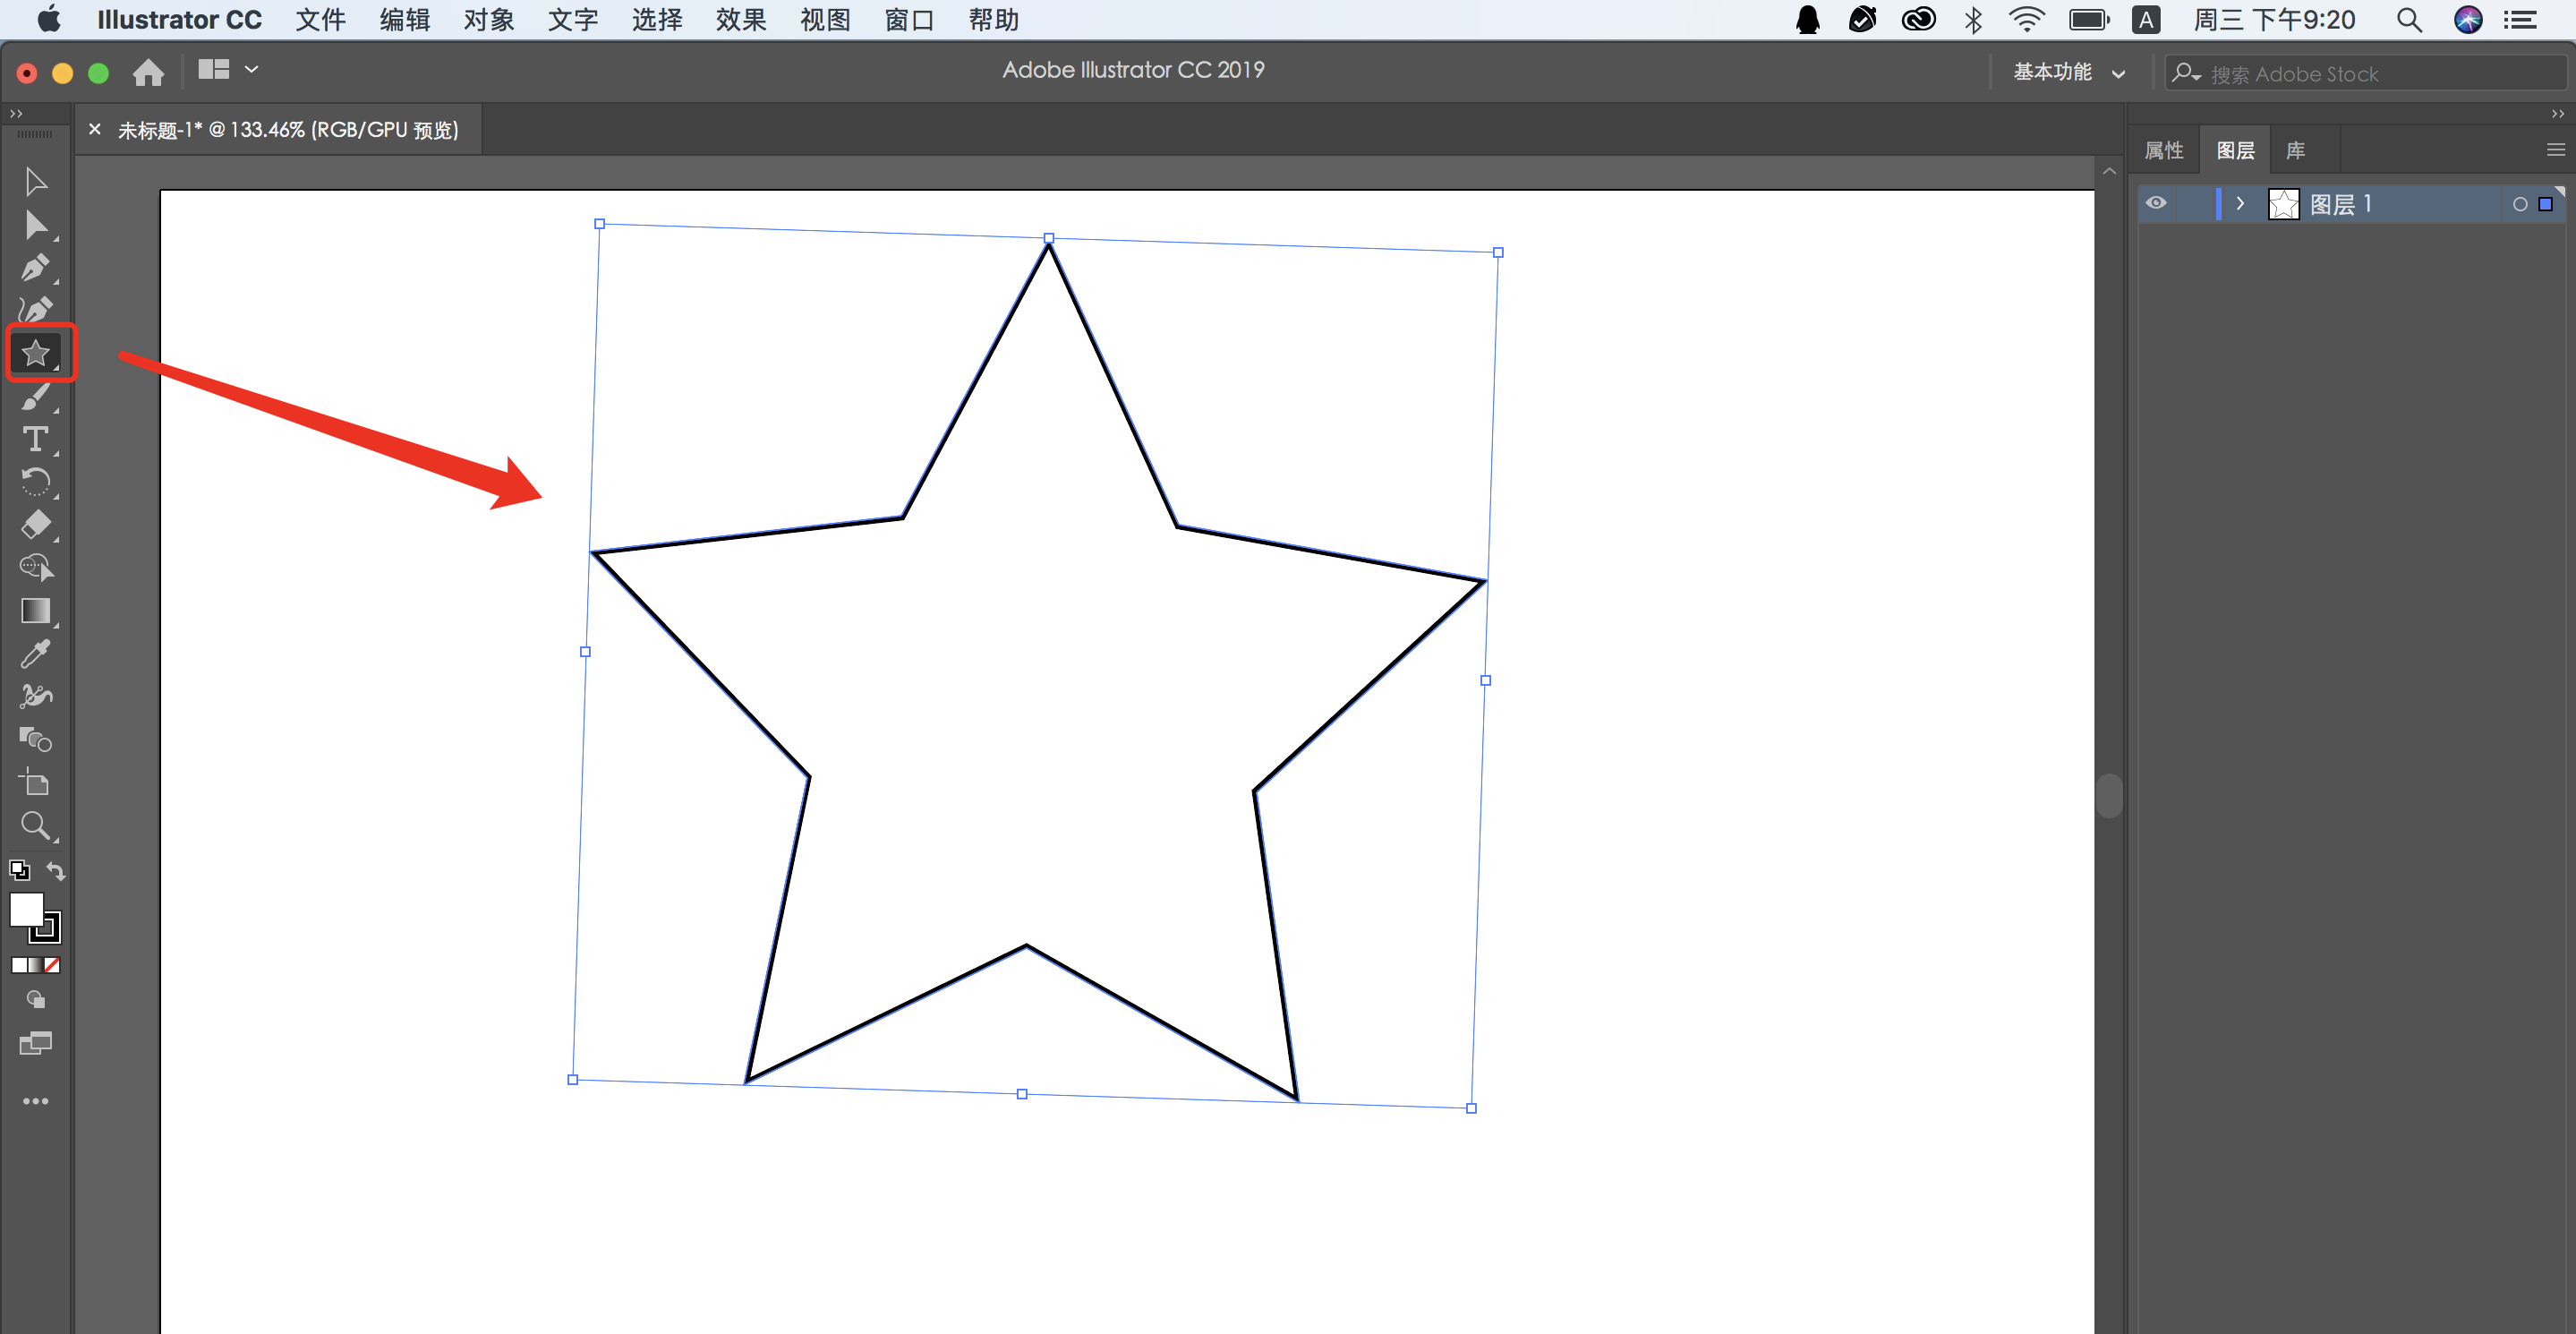 Illustrator CC 文件 编辑 对象 文字 选择 效果 视图 窗口 帮助 A 周三 下午9:20
Adobe Illustrator CC 2019 基本功能 搜索 Adobe Stock
未标题-1* @ 133.46% (RGB/GPU 预览)
属性 图层 库
图层 1
T